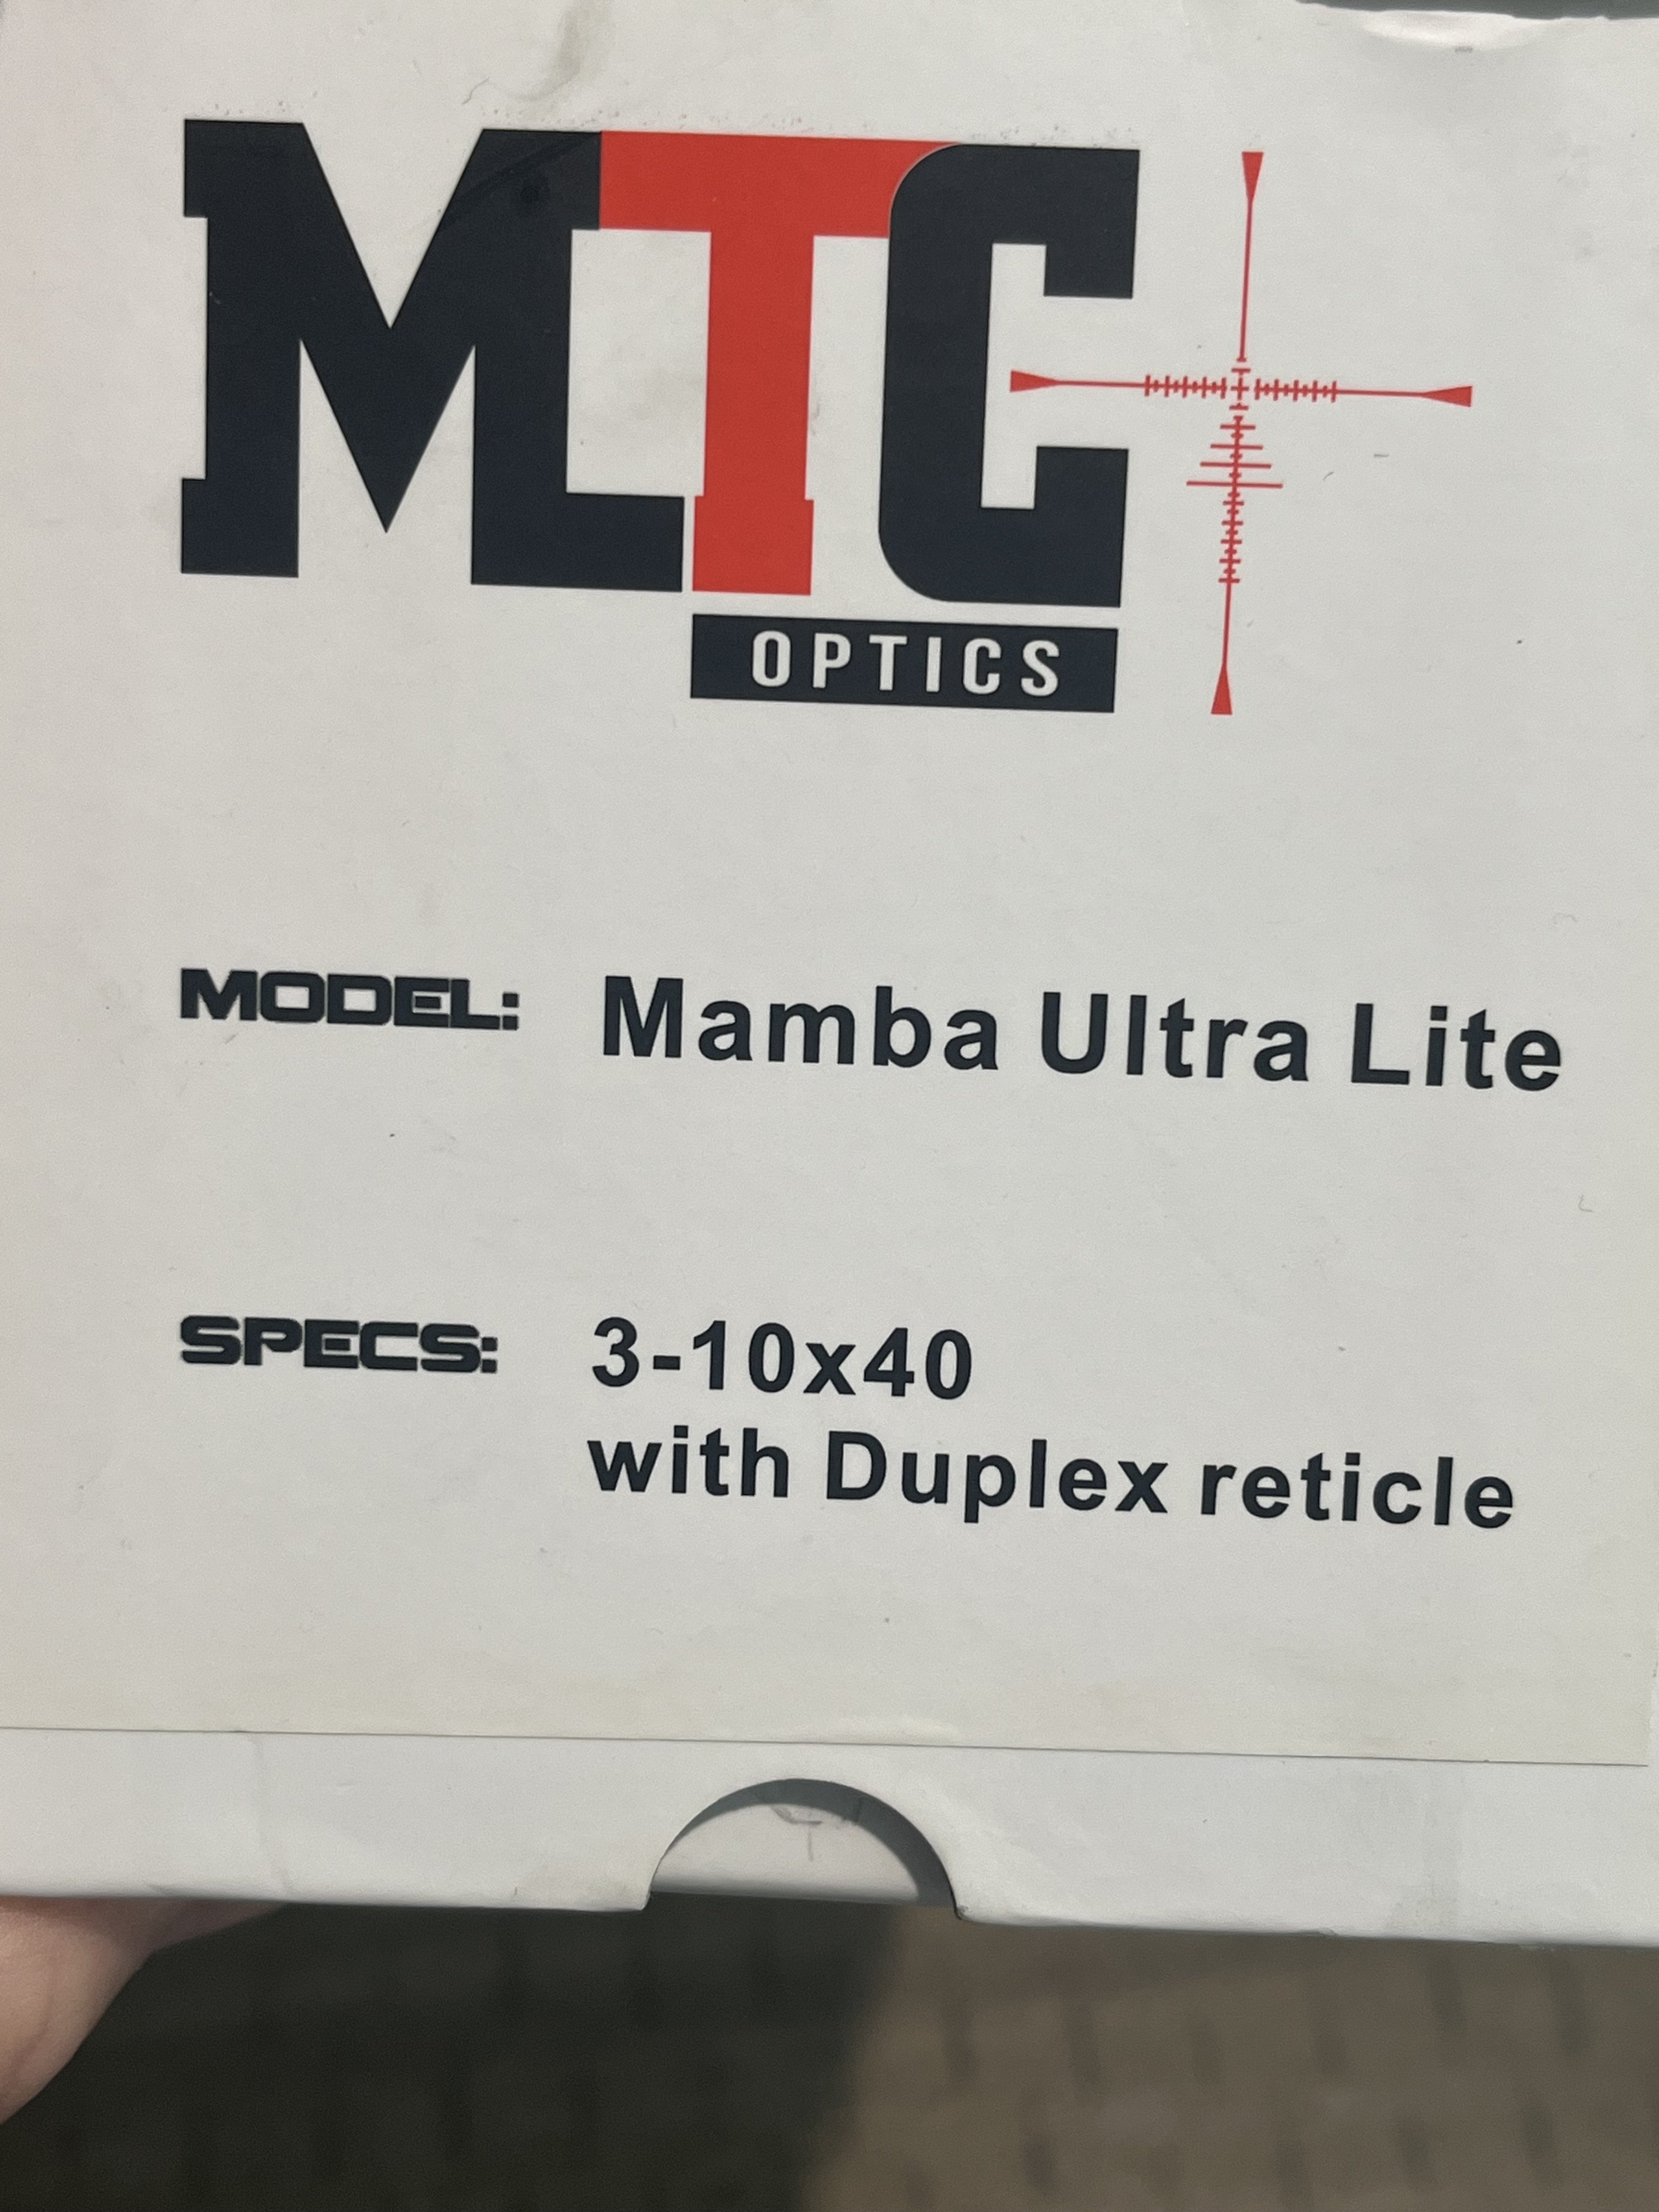 MTC
OPTICS
MODEL: Mamba Ultra Lite
SPECS: 3-10x40
with Duplex reticle